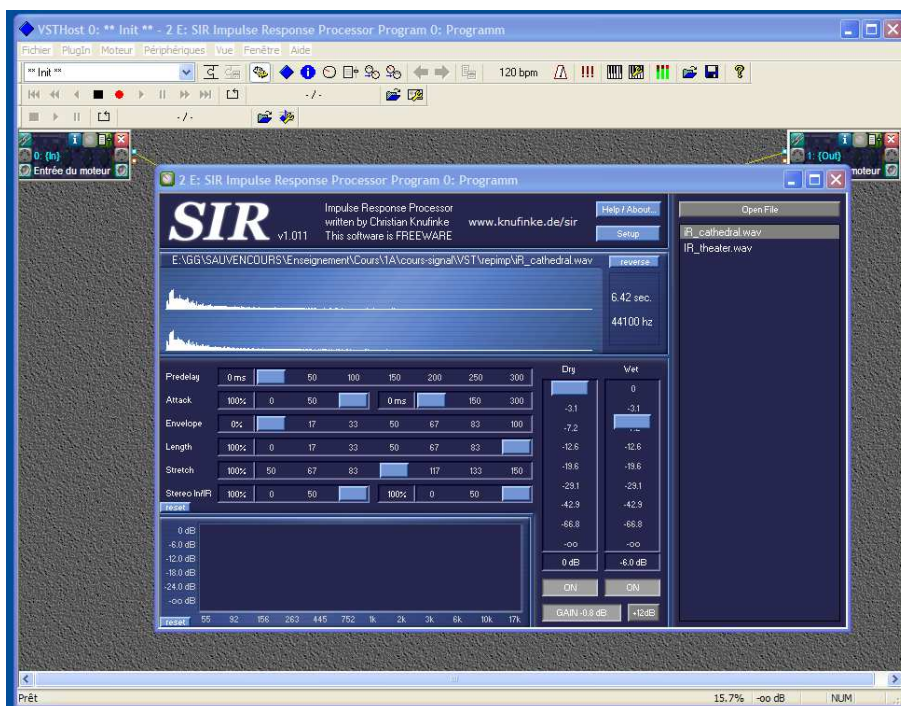 VSTHost 0: ** Init ** - 2 E: SIR Impulse Response Processor Program 0: Programm
Fichier PlugIn Moteur Périphériques Vue Fenêtre Aide
** Init **
120 bpm
- / -
- / -
0: {In}
Entrée du moteur
1: {Out}
moteur
2 E: SIR Impulse Response Processor Program 0: Programm
SIR v1.011
Impulse Response Processor
written by Christian Knufinke
This software is FREEWARE
www.knufinke.de/sir
Help / About...
Setup
Open File
iR_cathedral.wav
IR_theater.wav
E:\GG\SAUVENCOURS\Enseignement\Cours\1A\cours-signal\VST\repimp\iR_cathedral.wav
reverse
6.42 sec.
44100 hz
Predelay 0 ms 50 100 150 200 250 300
Attack 100% 0 50 0 ms 150 300
Envelope 0% 17 33 50 67 83 100
Length 100% 0 17 33 50 67 83
Stretch 100% 50 67 83 117 133 150
Stereo In/IR 100% 0 50 100% 0 50
reset
Dry Wet
0
-3.1 -3.1
-7.2
-12.6 -12.6
-19.6 -19.6
-29.1 -29.1
-42.9 -42.9
-66.8 -66.8
-oo -oo
0 dB -6.0 dB
ON ON
GAIN -0.8 dB +12dB
0 dB
-6.0 dB
-12.0 dB
-18.0 dB
-24.0 dB
-oo dB
reset 55 92 156 263 445 752 1k 2k 3k 6k 10k 17k
Prêt
15.7% -oo dB NUM